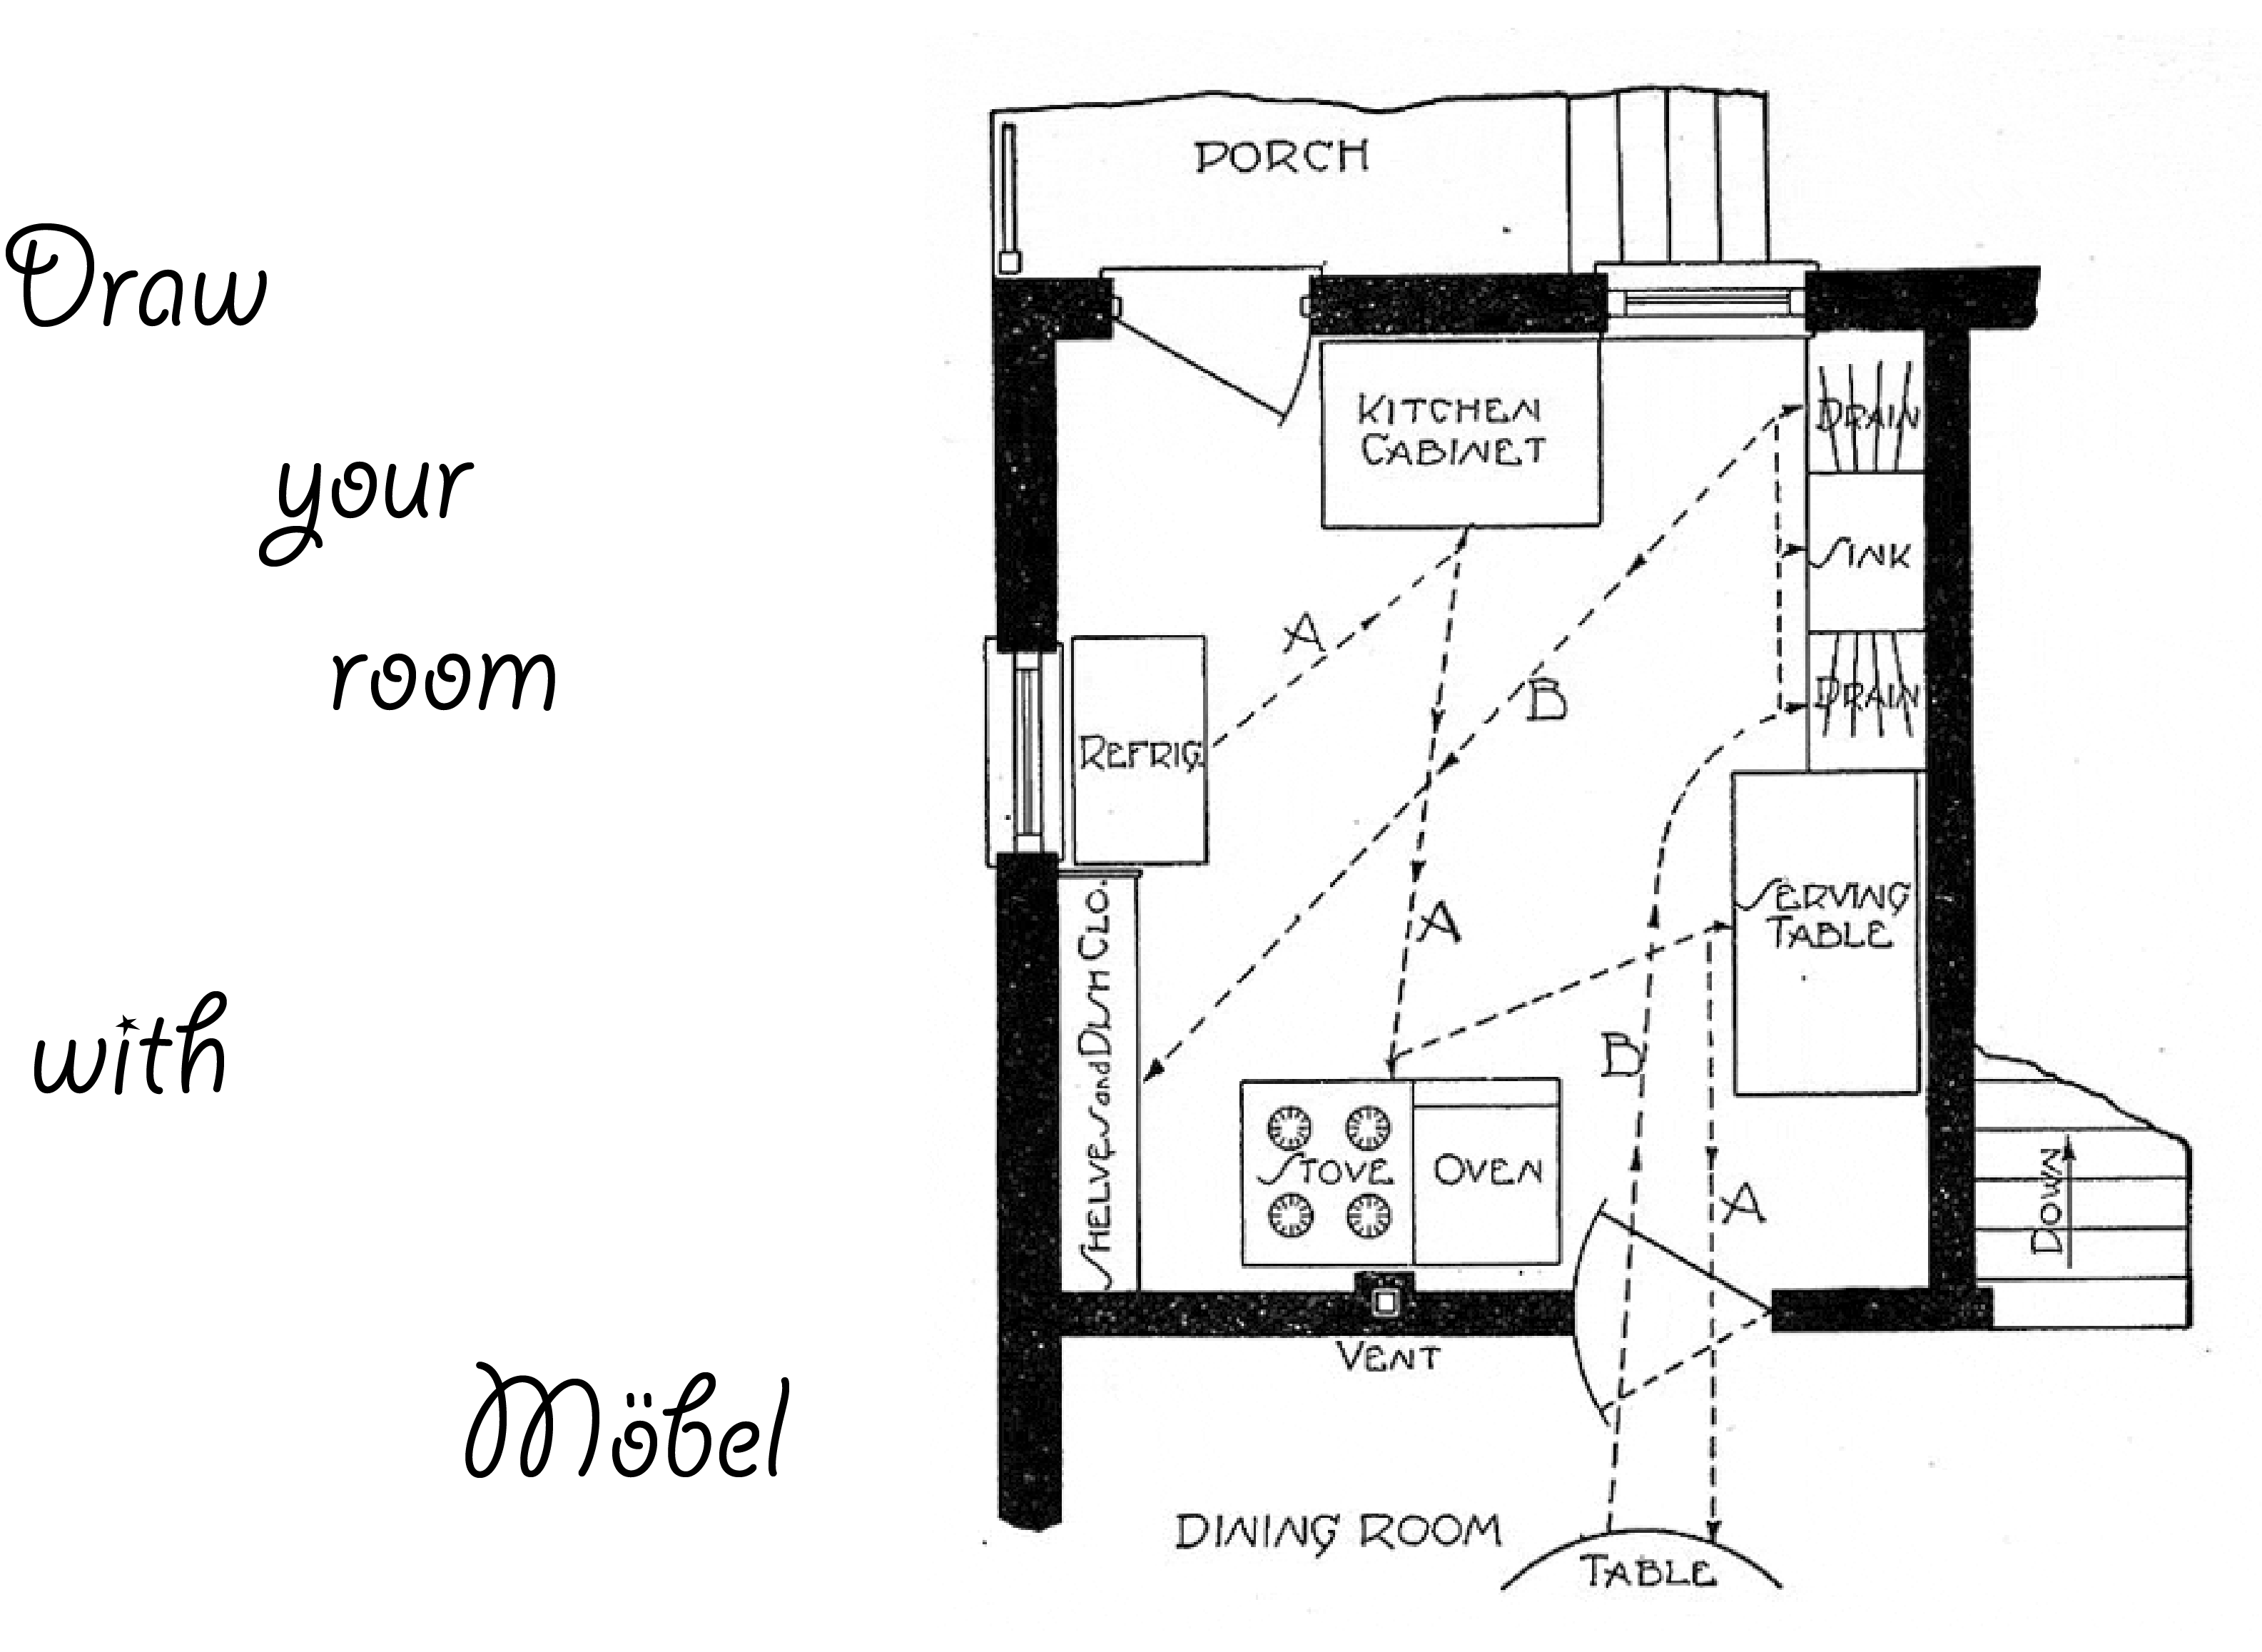 Draw
your
room
with
Möbel
PORCH
KITCHEN
CABINET
DRAIN
SINK
DRAIN
A
B
REFRIG
SERVING
TABLE
A
SHELVES and DISH CLO.
B
STOVE
OVEN
A
DOWN
VENT
DINING ROOM
TABLE